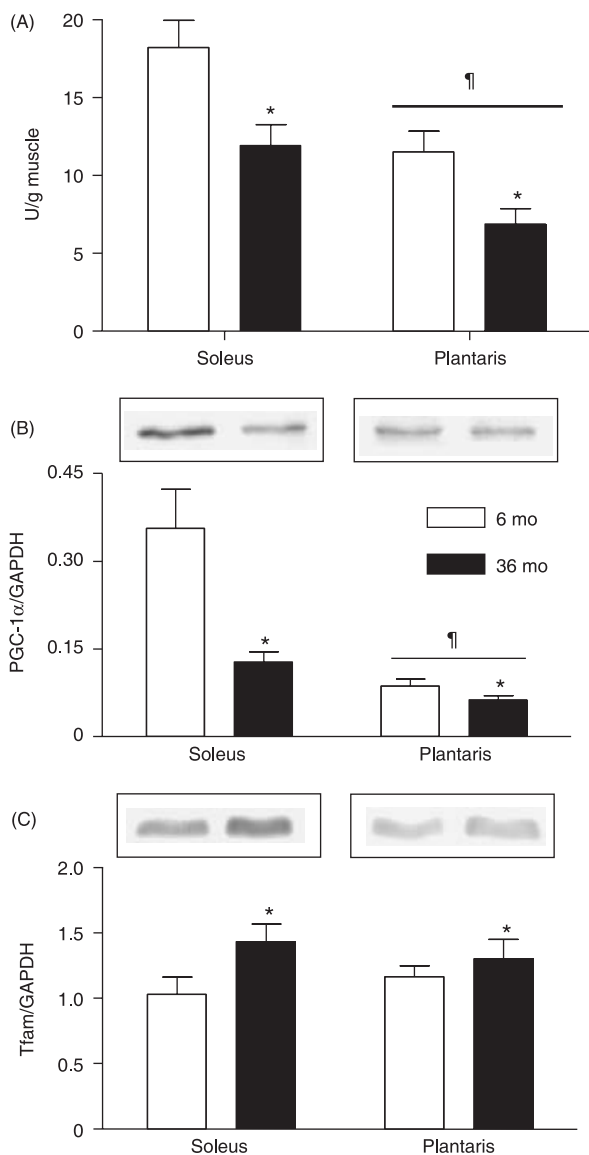 (A)
20
15
10
5
0
U/g muscle
*
¶
*
Soleus
Plantaris
(B)
0.45
0.30
0.15
0
PGC-1α/GAPDH
6 mo
36 mo
*
¶
*
Soleus
Plantaris
(C)
2.0
1.5
1.0
0.5
0
Tfam/GAPDH
*
*
Soleus
Plantaris